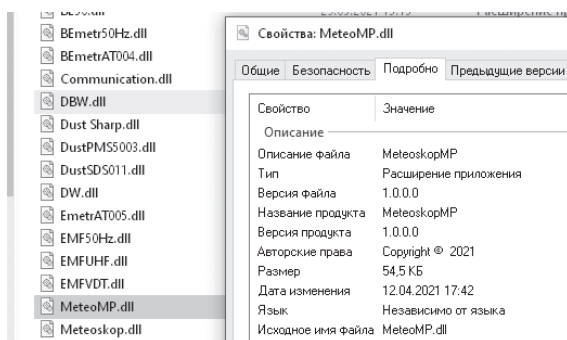 BEmetr50Hz.dll
BEmetrAT004.dll
Communication.dll
DBW.dll
Dust Sharp.dll
DustPMS5003.dll
DustSDS011.dll
DW.dll
EmetrAT005.dll
EMF50Hz.dll
EMFUHF.dll
EMFVDT.dll
MeteoMP.dll
Meteoskop.dll
Свойства: MeteoMP.dll
Общие Безопасность Подробно Предыдущие версии
Свойство Значение
Описание
Описание файла MeteoskopMP
Тип Расширение приложения
Версия файла 1.0.0.0
Название продукта MeteoskopMP
Версия продукта 1.0.0.0
Авторские права Copyright © 2021
Размер 54,5 КБ
Дата изменения 12.04.2021 17:42
Язык Независимо от языка
Исходное имя файла MeteoMP.dll